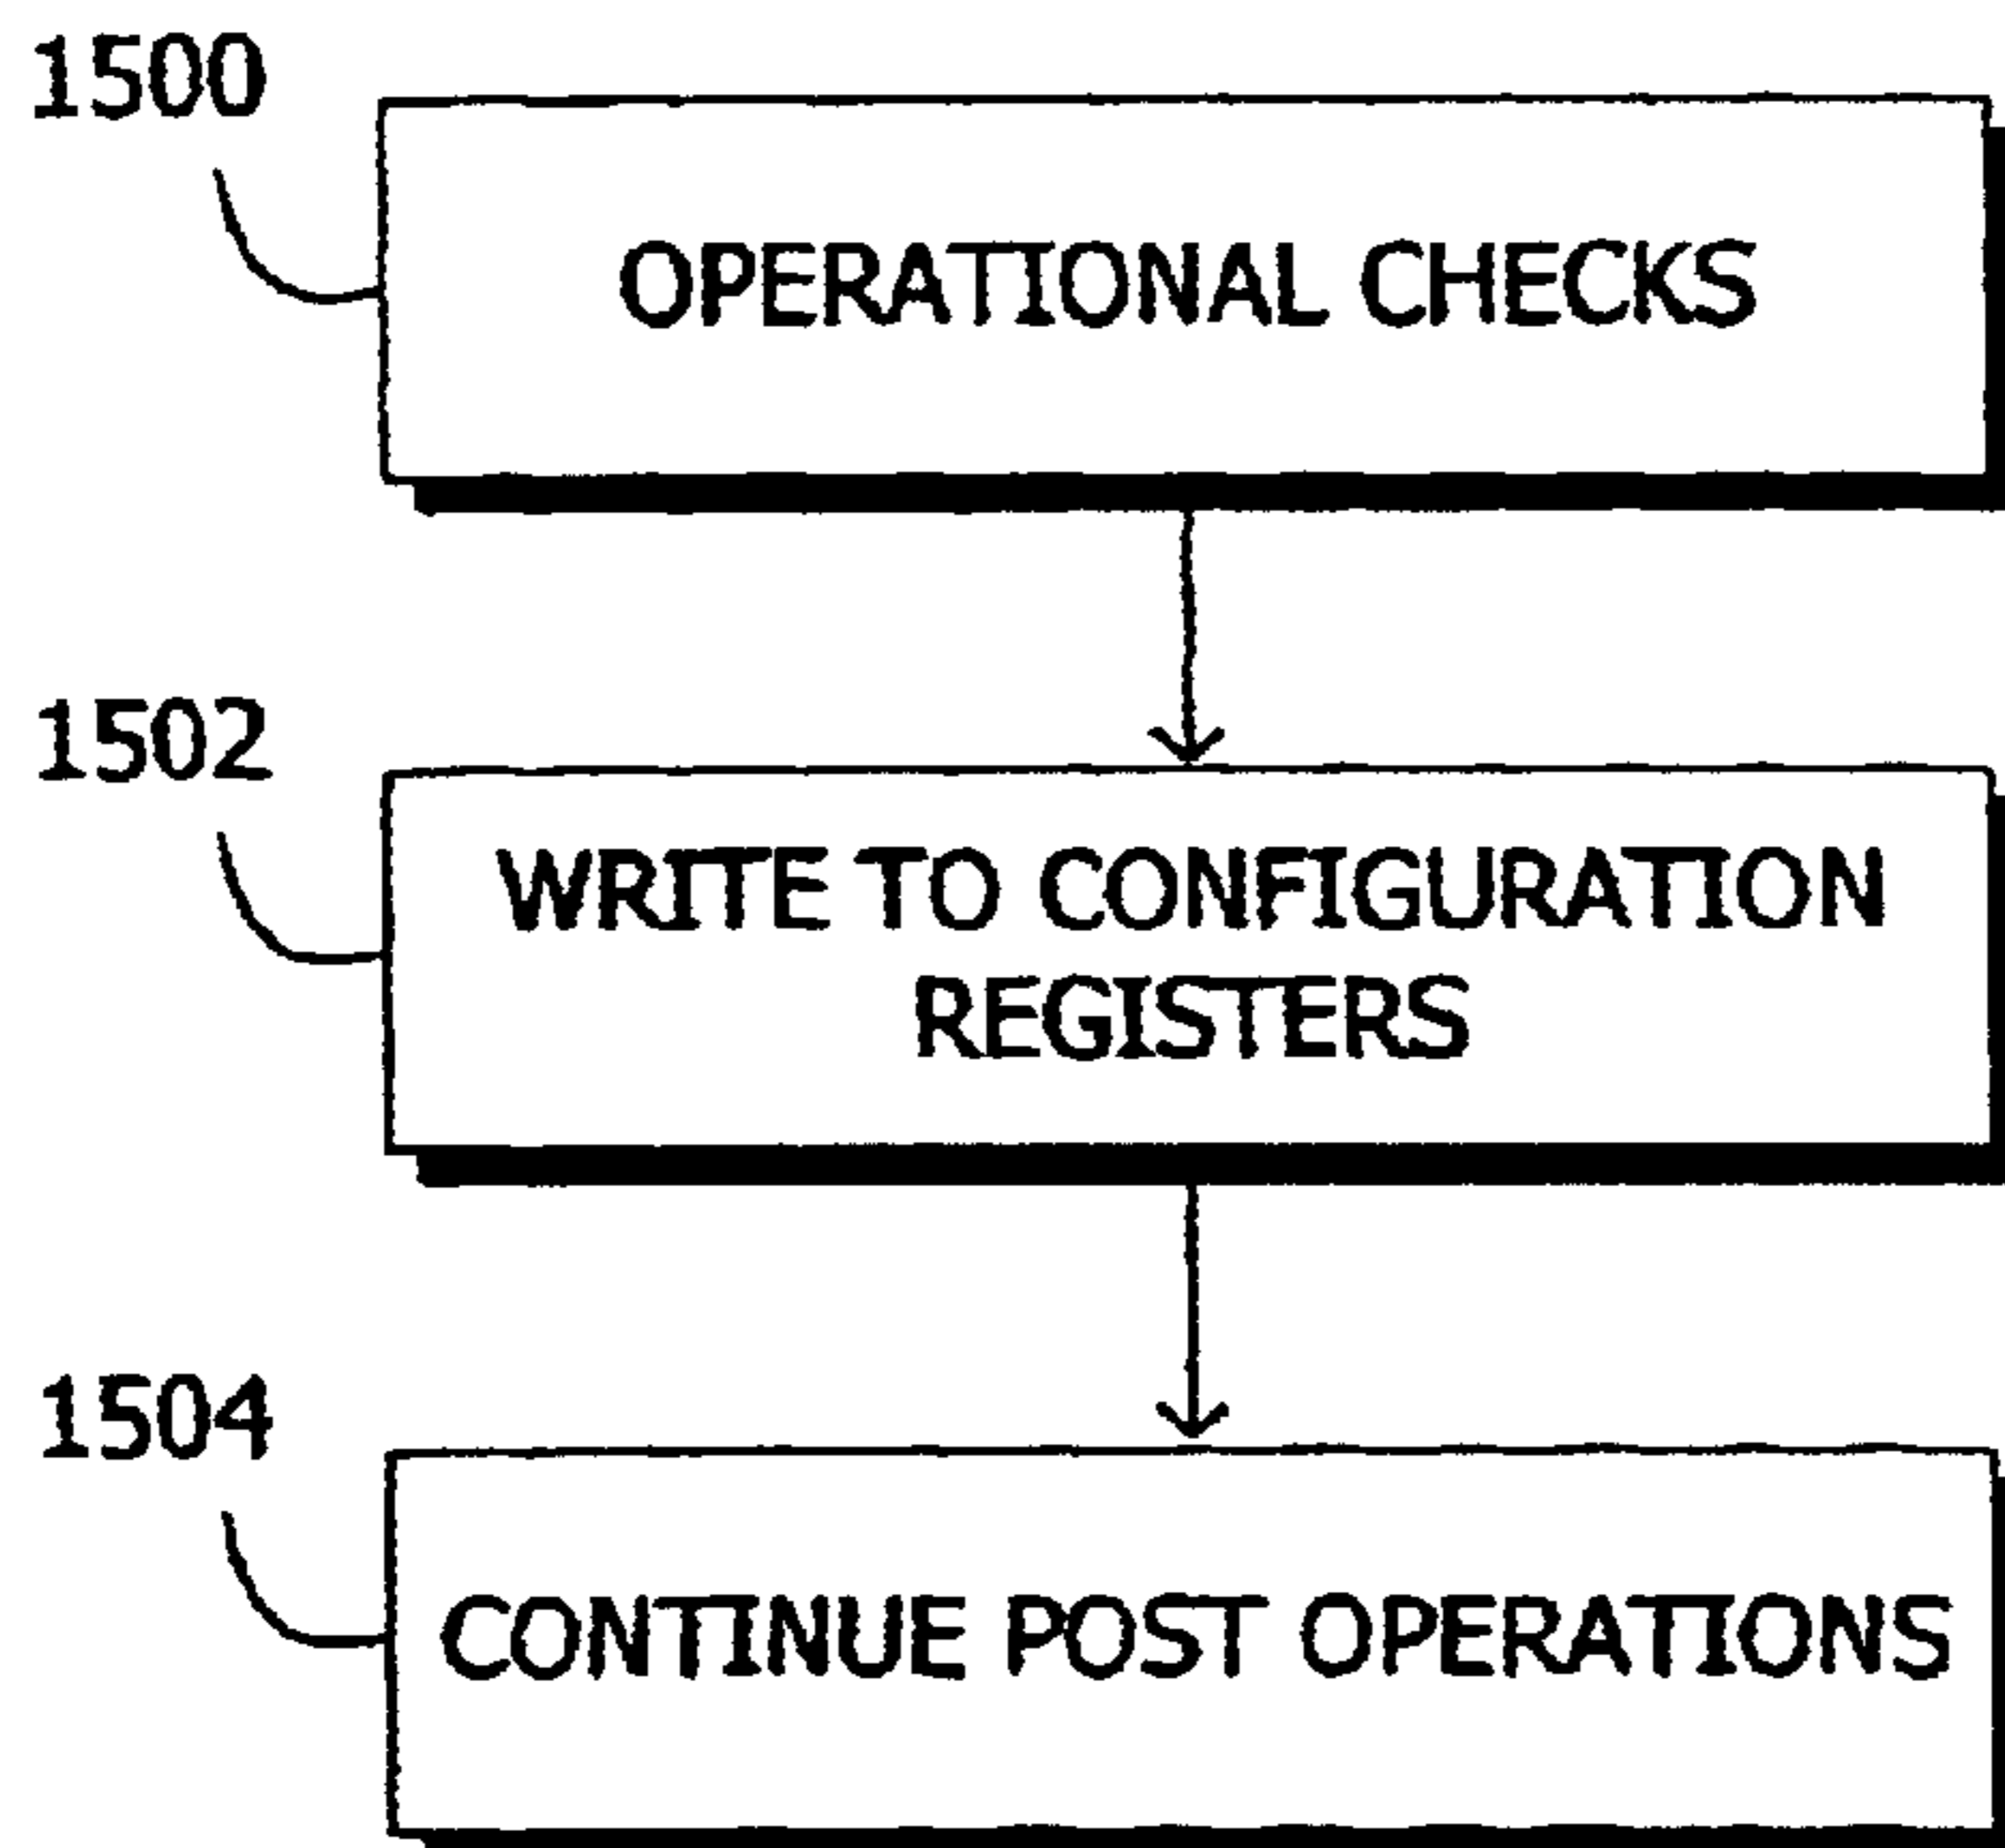 1500
OPERATIONAL CHECKS
1502
WRITE TO CONFIGURATION
REGISTERS
1504
CONTINUE POST OPERATIONS